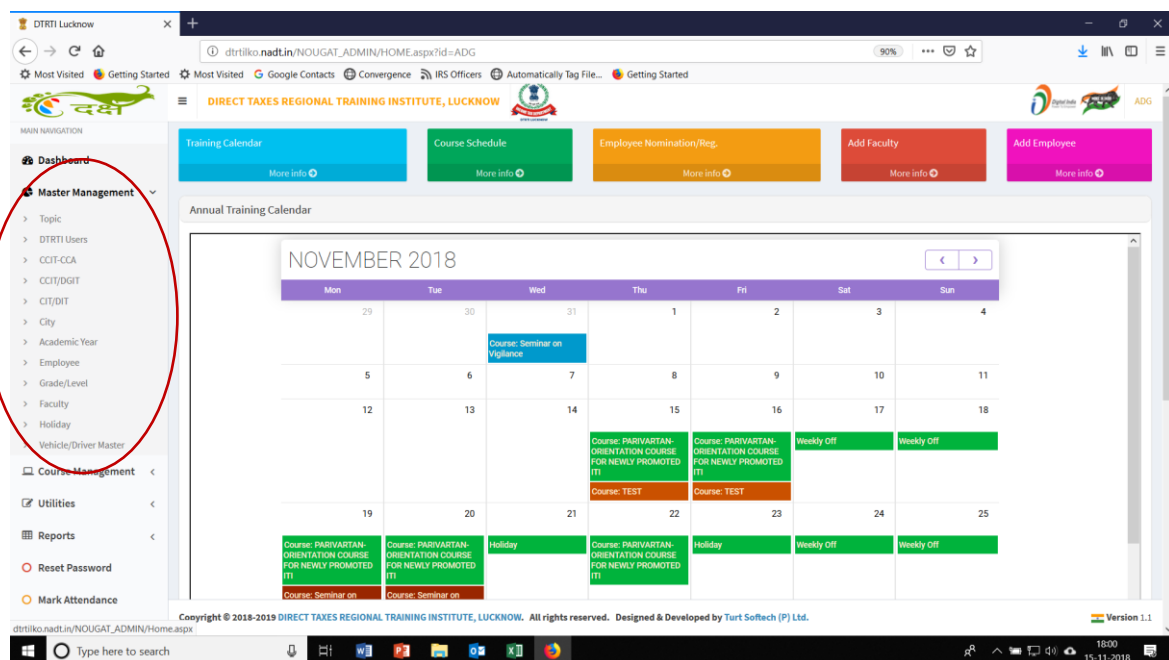 DTRTI Lucknow
dtrtilko.nadt.in/NOUGAT_ADMIN/HOME.aspx?id=ADG
90%
Most Visited Getting Started Most Visited Google Contacts Convergence IRS Officers Automatically Tag File... Getting Started
दक्ष
DIRECT TAXES REGIONAL TRAINING INSTITUTE, LUCKNOW
Digital India
ADG
MAIN NAVIGATION
Dashboard
Master Management
Topic
DTRTI Users
CCIT-CCA
CCIT/DGIT
CIT/DIT
City
Academic Year
Employee
Grade/Level
Faculty
Holiday
Vehicle/Driver Master
Course Management
Utilities
Reports
Reset Password
Mark Attendance
Training Calendar
More info
Course Schedule
More info
Employee Nomination/Reg.
More info
Add Faculty
More info
Add Employee
More info
Annual Training Calendar
NOVEMBER 2018
Mon Tue Wed Thu Fri Sat Sun
29 30 31 1 2 3 4
Course: Seminar on
Vigilance
5 6 7 8 9 10 11
12 13 14 15 16 17 18
Course: PARIVARTAN-
ORIENTATION COURSE
FOR NEWLY PROMOTED
ITI
Course: TEST
Course: PARIVARTAN-
ORIENTATION COURSE
FOR NEWLY PROMOTED
ITI
Course: TEST
Weekly Off
Weekly Off
19 20 21 22 23 24 25
Course: PARIVARTAN-
ORIENTATION COURSE
FOR NEWLY PROMOTED
ITI
Course: Seminar on
Course: PARIVARTAN-
ORIENTATION COURSE
FOR NEWLY PROMOTED
ITI
Course: Seminar on
Holiday
Course: PARIVARTAN-
ORIENTATION COURSE
FOR NEWLY PROMOTED
ITI
Holiday
Weekly Off
Weekly Off
Copyright © 2018-2019 DIRECT TAXES REGIONAL TRAINING INSTITUTE, LUCKNOW. All rights reserved. Designed & Developed by Turt Softech (P) Ltd.
Version 1.1
dtrtilko.nadt.in/NOUGAT_ADMIN/Home.aspx
Type here to search
18:00
15-11-2018